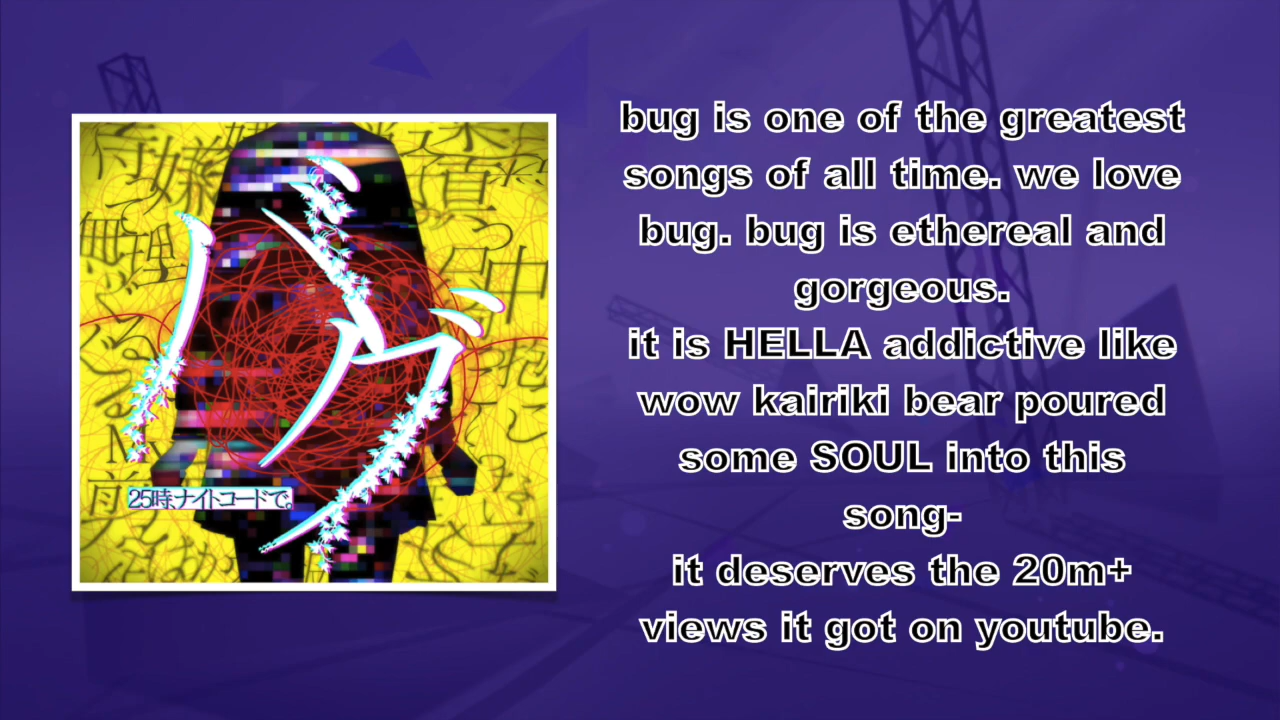 バグ
25時、ナイトコードで。
bug is one of the greatest
songs of all time. we love
bug. bug is ethereal and
gorgeous.
it is HELLA addictive like
wow kairiki bear poured
some SOUL into this
song-
it deserves the 20m+
views it got on youtube.